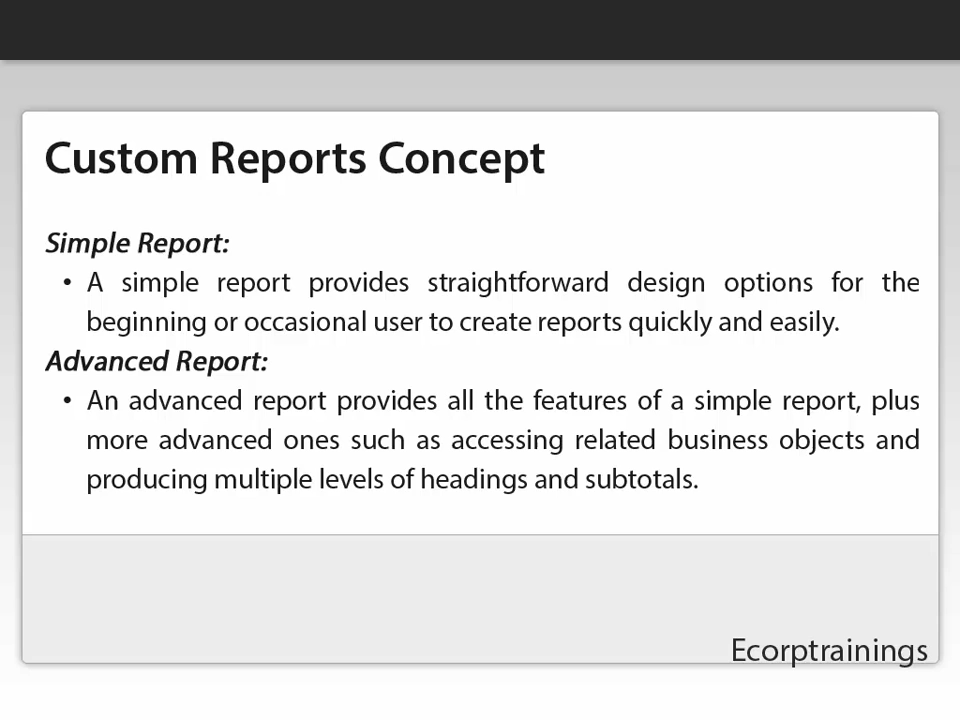 Custom Reports Concept
Simple Report:
• A simple report provides straightforward design options for the
beginning or occasional user to create reports quickly and easily.
Advanced Report:
• An advanced report provides all the features of a simple report, plus
more advanced ones such as accessing related business objects and
producing multiple levels of headings and subtotals.
Ecorptrainings